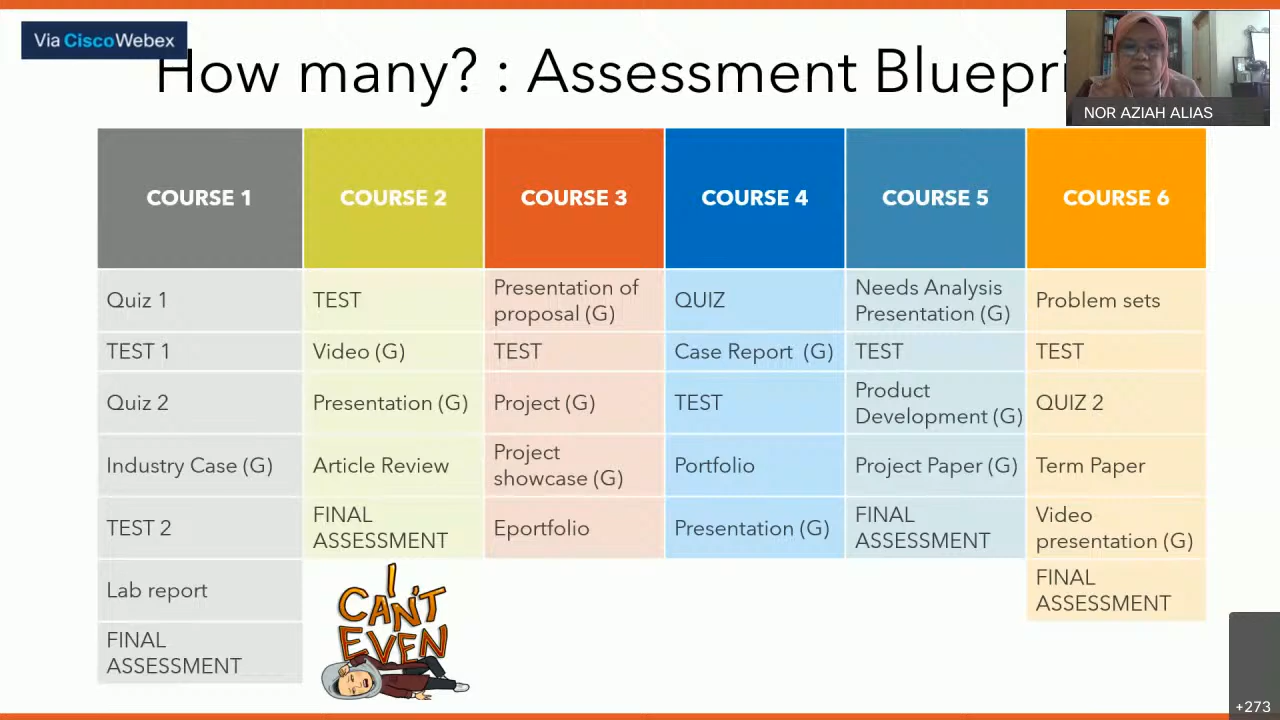 Via Cisco Webex
How many? : Assessment Bluepri
NOR AZIAH ALIAS
COURSE 1
COURSE 2
COURSE 3
COURSE 4
COURSE 5
COURSE 6
Quiz 1
TEST
Presentation of
proposal (G)
QUIZ
Needs Analysis
Presentation (G)
Problem sets
TEST 1
Video (G)
TEST
Case Report (G)
TEST
TEST
Quiz 2
Presentation (G)
Project (G)
TEST
Product
Development (G)
QUIZ 2
Industry Case (G)
Article Review
Project
showcase (G)
Portfolio
Project Paper (G)
Term Paper
TEST 2
FINAL
ASSESSMENT
Eportfolio
Presentation (G)
FINAL
ASSESSMENT
Video
presentation (G)
Lab report
I
CAN'T
EVEN
FINAL
ASSESSMENT
FINAL
ASSESSMENT
+273